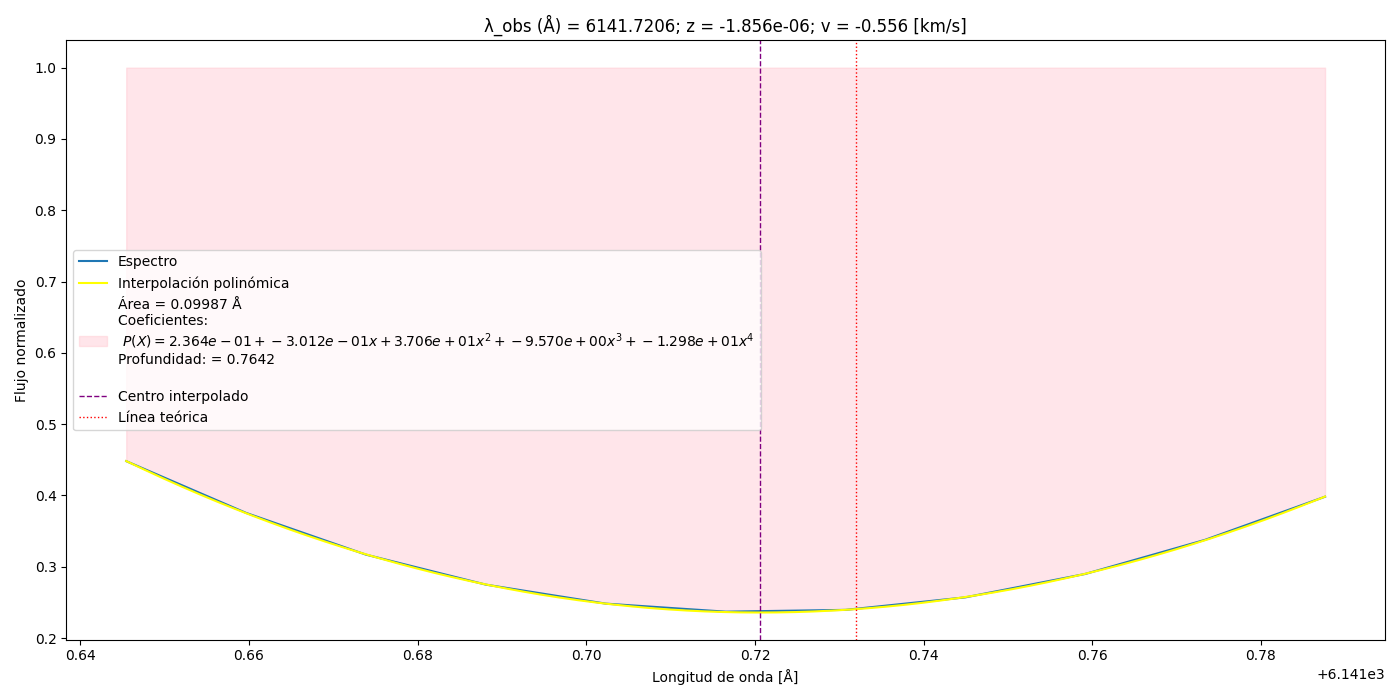 λ_obs (Å) = 6141.7206; z = -1.856e-06; v = -0.556 [km/s]
Flujo normalizado
1.0
0.9
0.8
0.7
0.6
0.5
0.4
0.3
0.2
Espectro
Interpolación polinómica
Área = 0.09987 Å
Coeficientes:
P(X) = 2.364e − 01 + −3.012e − 01x + 3.706e + 01x² + −9.570e + 00x³ + −1.298e + 01x⁴
Profundidad: = 0.7642
Centro interpolado
Línea teórica
0.64 0.66 0.68 0.70 0.72 0.74 0.76 0.78
+6.141e3
Longitud de onda [Å]